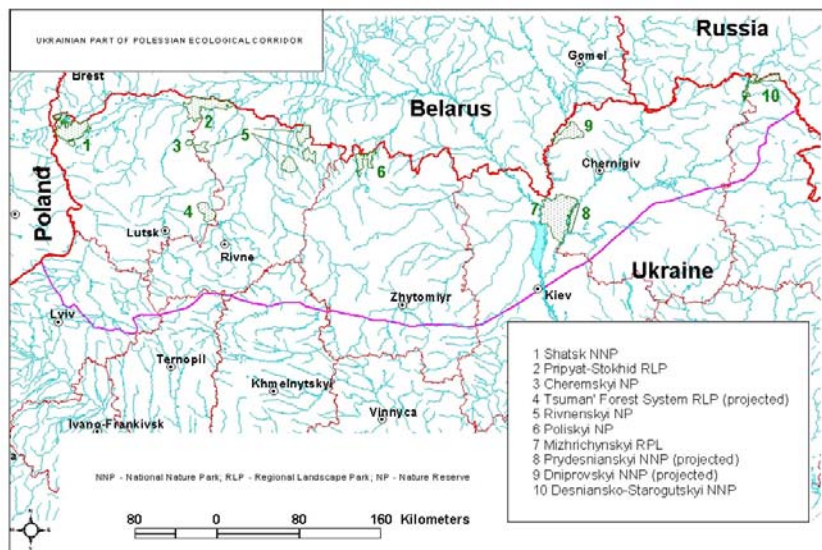 UKRAINIAN PART OF POLESSIAN ECOLOGICAL CORRIDOR
Russia
Gomel
Brest
Belarus
10
2
9
1
3
5
6
Chernigiv
Poland
4
7
8
Lutsk
Rivne
Ukraine
Kiev
Zhytomiyr
Lviv
Ternopil
Khmelnytskyi
Vinnyca
Ivano-Frankivsk
1 Shatsk NNP
2 Pripyat-Stokhid RLP
3 Cheremskyi NP
4 Tsuman' Forest System RLP (projected)
5 Rivnenskyi NP
6 Poliskyi NP
7 Mizhrichynskyi RPL
8 Prydesnianskyi NNP (projected)
9 Dniprovskyi NNP (projected)
10 Desniansko-Starogutskyi NNP
NNP - National Nature Park; RLP - Regional Landscape Park; NP - Nature Reserve
80 0 80 160 Kilometers